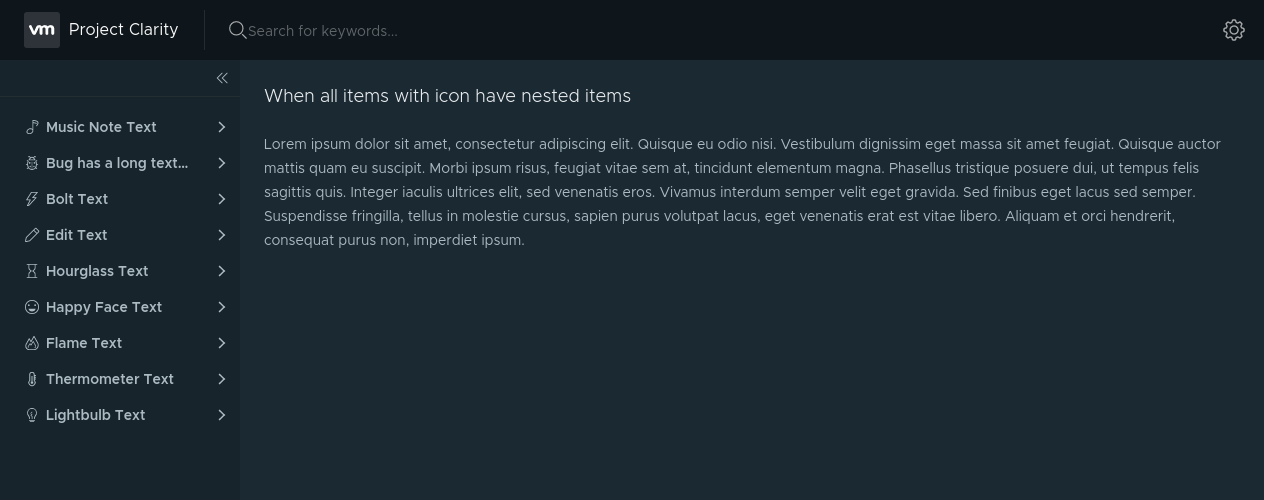 vm Project Clarity
Search for keywords...
When all items with icon have nested items
Music Note Text
Bug has a long text...
Bolt Text
Edit Text
Hourglass Text
Happy Face Text
Flame Text
Thermometer Text
Lightbulb Text
Lorem ipsum dolor sit amet, consectetur adipiscing elit. Quisque eu odio nisi. Vestibulum dignissim eget massa sit amet feugiat. Quisque auctor
mattis quam eu suscipit. Morbi ipsum risus, feugiat vitae sem at, tincidunt elementum magna. Phasellus tristique posuere dui, ut tempus felis
sagittis quis. Integer iaculis ultrices elit, sed venenatis eros. Vivamus interdum semper velit eget gravida. Sed finibus eget lacus sed semper.
Suspendisse fringilla, tellus in molestie cursus, sapien purus volutpat lacus, eget venenatis erat est vitae libero. Aliquam et orci hendrerit,
consequat purus non, imperdiet ipsum.